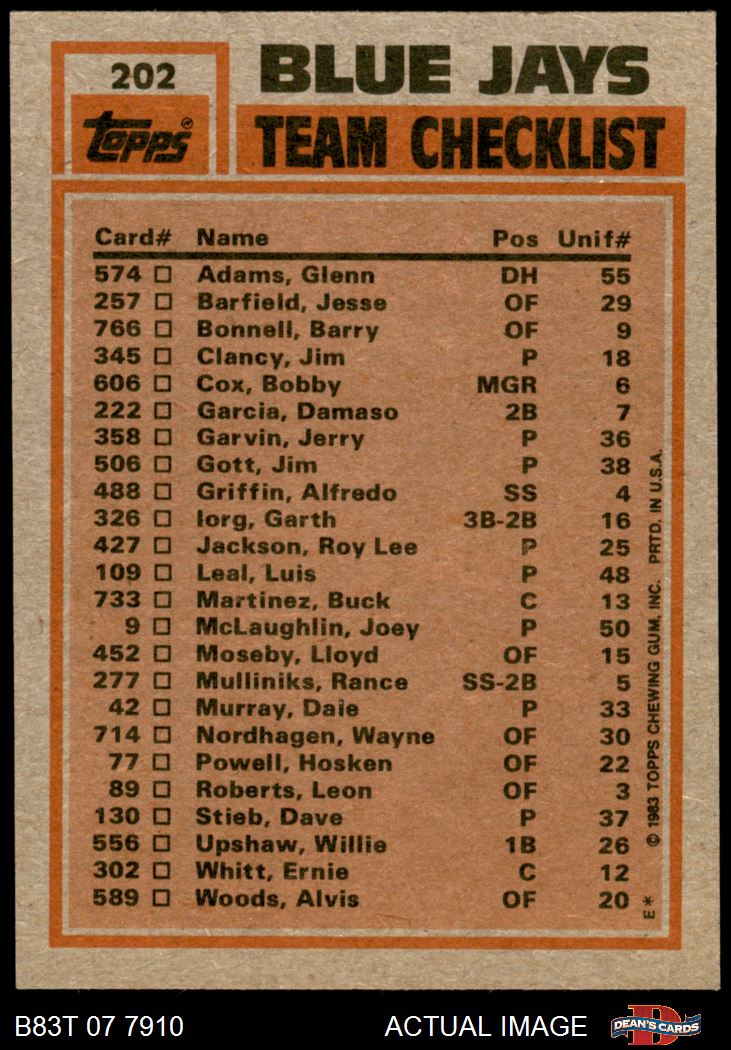 202
Topps®
BLUE JAYS
TEAM CHECKLIST
Card# Name Pos Unif#
574 Adams, Glenn DH 55
257 Barfield, Jesse OF 29
766 Bonnell, Barry OF 9
345 Clancy, Jim P 18
606 Cox, Bobby MGR 6
222 Garcia, Damaso 2B 7
358 Garvin, Jerry P 36
506 Gott, Jim P 38
488 Griffin, Alfredo SS 4
326 Iorg, Garth 3B-2B 16
427 Jackson, Roy Lee P 25
109 Leal, Luis P 48
733 Martinez, Buck C 13
9 McLaughlin, Joey P 50
452 Moseby, Lloyd OF 15
277 Mulliniks, Rance SS-2B 5
42 Murray, Dale P 33
714 Nordhagen, Wayne OF 30
77 Powell, Hosken OF 22
89 Roberts, Leon OF 3
130 Stieb, Dave P 37
556 Upshaw, Willie 1B 26
302 Whitt, Ernie C 12
589 Woods, Alvis OF 20
© 1983 TOPPS CHEWING GUM, INC. PRTD. IN U.S.A.
E*
B83T 07 7910
ACTUAL IMAGE
D
DEAN'S CARDS